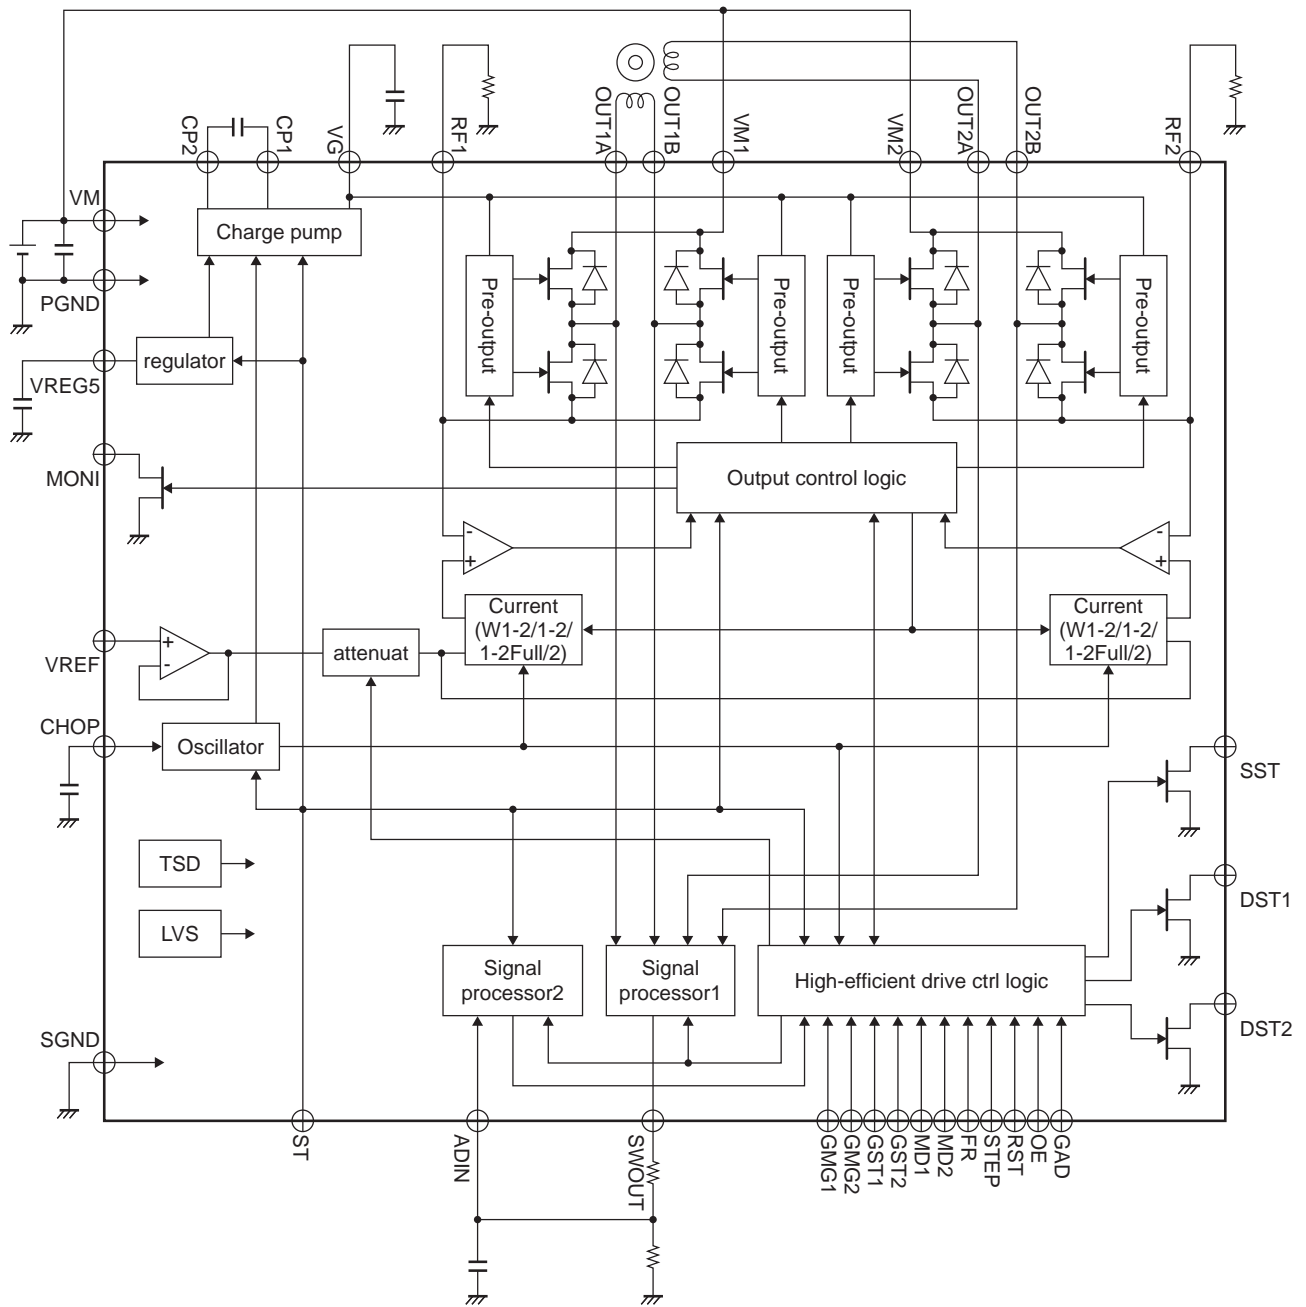 CP2
CP1
VG
RF1
OUT1A
OUT1B
VM1
VM2
OUT2A
OUT2B
RF2
VM
PGND
VREG5
MONI
VREF
CHOP
SGND
Charge pump
regulator
Pre-output
Pre-output
Pre-output
Pre-output
Output control logic
-
+
-
+
+
-
attenuat
Current
(W1-2/1-2/
1-2Full/2)
Current
(W1-2/1-2/
1-2Full/2)
Oscillator
TSD
LVS
Signal
processor2
Signal
processor1
High-efficient drive ctrl logic
SST
DST1
DST2
ST
ADIN
SWOUT
GMG1
GMG2
GST1
GST2
MD1
MD2
FR
STEP
RST
OE
GAD